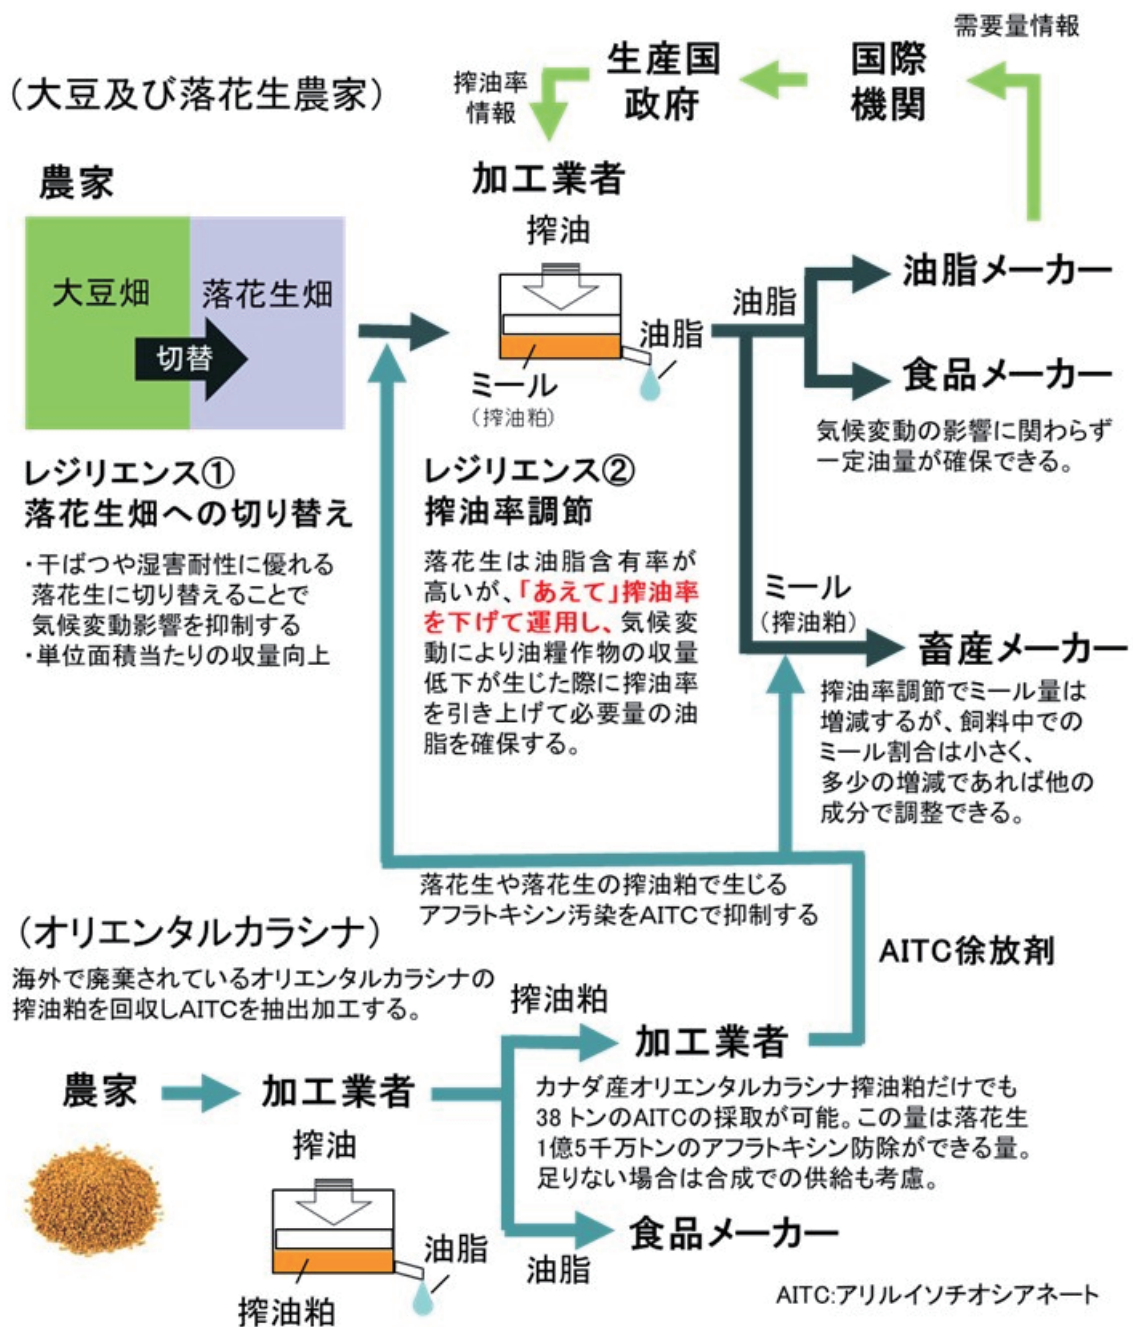 需要量情報
(大豆及び落花生農家)
搾油率
情報
生産国
政府
国際
機関
農家
大豆畑
落花生畑
切替
加工業者
搾油
油脂
ミール
(搾油粕)
油脂
油脂メーカー
食品メーカー
気候変動の影響に関わらず
一定油量が確保できる。
レジリエンス①
落花生畑への切り替え
・干ばつや湿害耐性に優れる
落花生に切り替えることで
気候変動影響を抑制する
・単位面積当たりの収量向上
レジリエンス②
搾油率調節
落花生は油脂含有率が
高いが、「あえて」搾油率
を下げて運用し、気候変
動により油糧作物の収量
低下が生じた際に搾油率
を引き上げて必要量の油
脂を確保する。
ミール
(搾油粕)
畜産メーカー
搾油率調節でミール量は
増減するが、飼料中での
ミール割合は小さく、
多少の増減であれば他の
成分で調整できる。
落花生や落花生の搾油粕で生じる
アフラトキシン汚染をAITCで抑制する
(オリエンタルカラシナ)
海外で廃棄されているオリエンタルカラシナの
搾油粕を回収しAITCを抽出加工する。
AITC徐放剤
農家
加工業者
搾油
油脂
搾油粕
搾油粕
加工業者
カナダ産オリエンタルカラシナ搾油粕だけでも
38トンのAITCの採取が可能。この量は落花生
1億5千万トンのアフラトキシン防除ができる量。
足りない場合は合成での供給も考慮。
油脂
食品メーカー
AITC:アリルイソチオシアネート